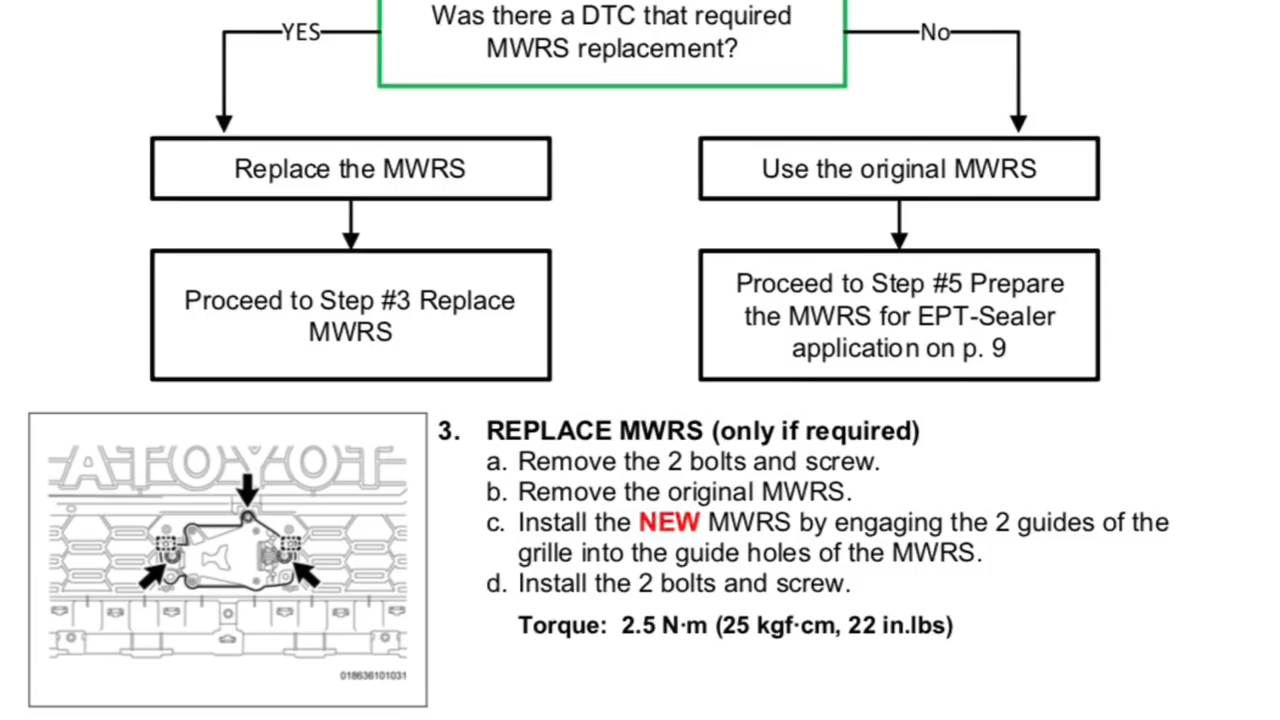 Was there a DTC that required
MWRS replacement?
YES
No
Replace the MWRS
Use the original MWRS
Proceed to Step #3 Replace
MWRS
Proceed to Step #5 Prepare
the MWRS for EPT-Sealer
application on p. 9
ATOYOT
3. REPLACE MWRS (only if required)
a. Remove the 2 bolts and screw.
b. Remove the original MWRS.
c. Install the NEW MWRS by engaging the 2 guides of the
grille into the guide holes of the MWRS.
d. Install the 2 bolts and screw.
Torque: 2.5 N·m (25 kgf·cm, 22 in.lbs)
018636101031